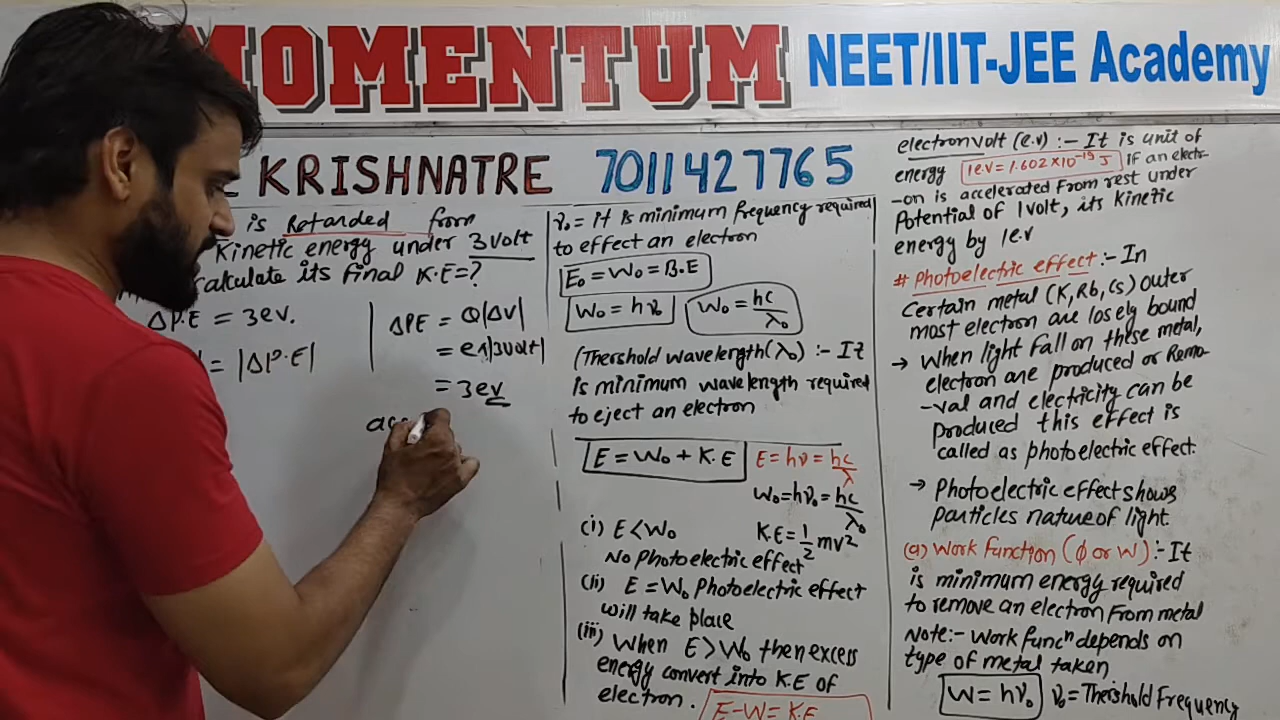 MOMENTUM NEET/IIT-JEE Academy
KRISHNATRE 7011427765
is Retarded from
Kinetic energy under 3Volt
calculate its final K.E=?
ΔP.E = 3ev.
= |ΔP.E|
ΔPE = Q|ΔV|
= 3ev
ν₀ = it is minimum frequency required
to effect an electron
E₀ = W₀ = B.E
W₀ = hν₀ W₀ = hc/λ₀
(Thershold wavelength(λ₀) :- It
is minimum wavelength required
to eject an electron
E = W₀ + K.E E = hν = hc/λ
W₀ = hν₀ = hc/λ₀
(i) E < W₀ K.E = 1/2 mv²
No Photoelectric effect
(ii) E = W₀ Photoelectric effect
will take place
(iii) When E > W₀ then excess
energy convert into K.E of
electron. E-W = K.E
electronvolt (e.v) :- It is unit of
energy 1e.v = 1.602×10⁻¹⁹ J If an electr-
-on is accelerated from rest under
Potential of 1volt, its kinetic
energy by 1e.v
# Photoelectric effect :- In
Certain metal (K, Rb, Cs) outer
most electron are losely bound
→ When light fall on these metal,
electron are produced or Remo-
-val and electricity can be
produced this effect is
called as photoelectric effect.
→ Photoelectric effect shows
particles nature of light.
(a) Work function (ϕ or W) :- It
is minimum energy required
to remove an electron from metal
Note:- Work funcⁿ depends on
type of metal taken
W = hν₀ ν₀ = Thershold Frequency